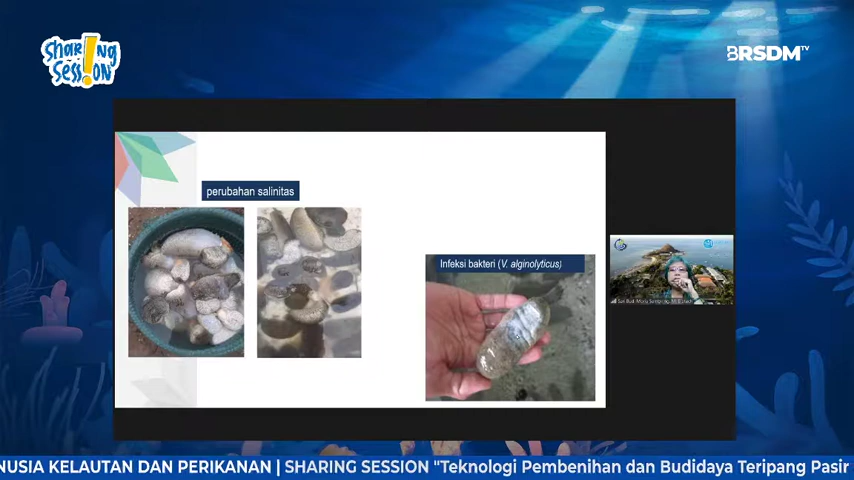 sharing
session
BRSDM TV
perubahan salinitas
Infeksi bakteri (V. alginolyticus)
NUSIA KELAUTAN DAN PERIKANAN | SHARING SESSION "Teknologi Pembenihan dan Budidaya Teripang Pasir